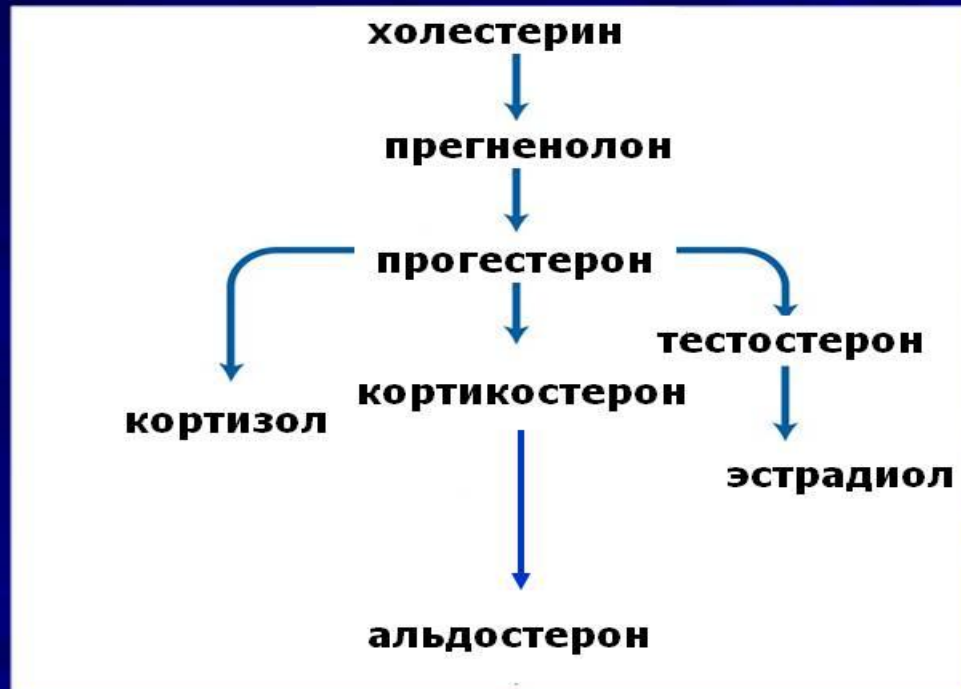 холестерин
прегненолон
прогестерон
тестостерон
кортикостерон
кортизол
эстрадиол
альдостерон